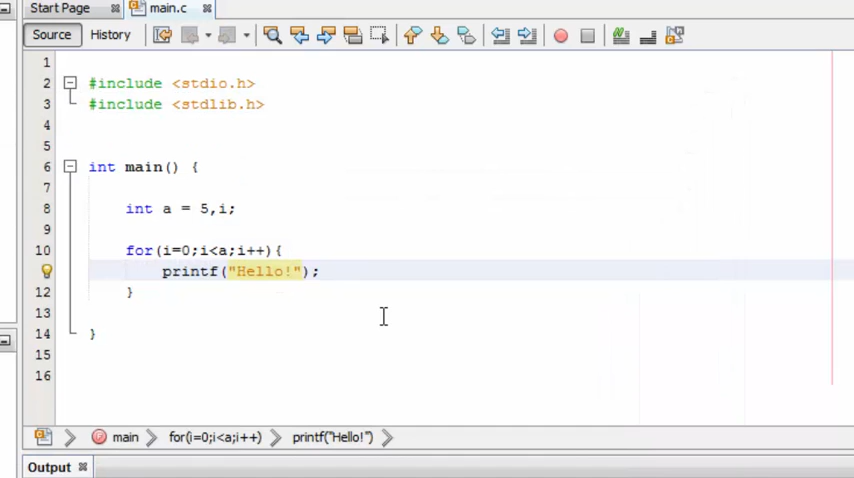 Start Page main.c
Source History
1
2 #include <stdio.h>
3 #include <stdlib.h>
4
5
6 int main() {
7
8 int a = 5,i;
9
10 for(i=0;i<a;i++){
printf("Hello!");
12 }
13
14 }
15
16
main for(i=0;i<a;i++) printf("Hello!")
Output